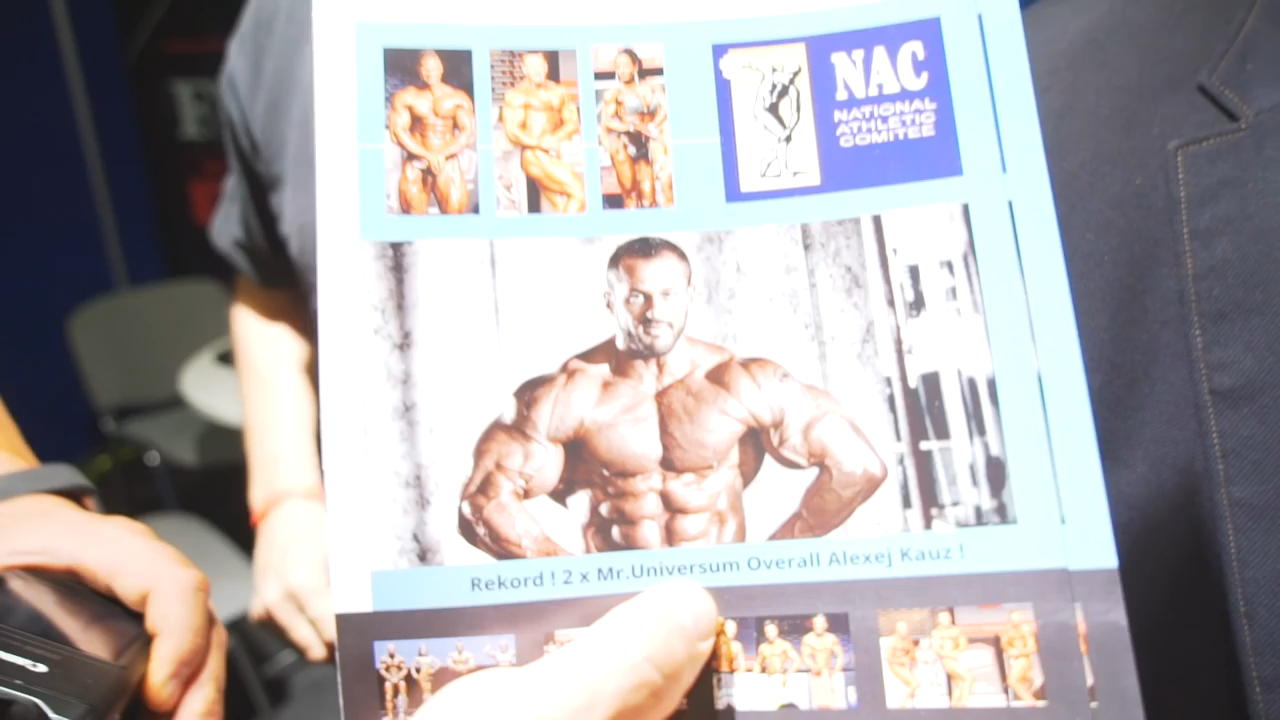 NAC
NATIONAL
ATHLETIC
COMITEE
Rekord ! 2 x Mr.Universum Overall Alexej Kauz !